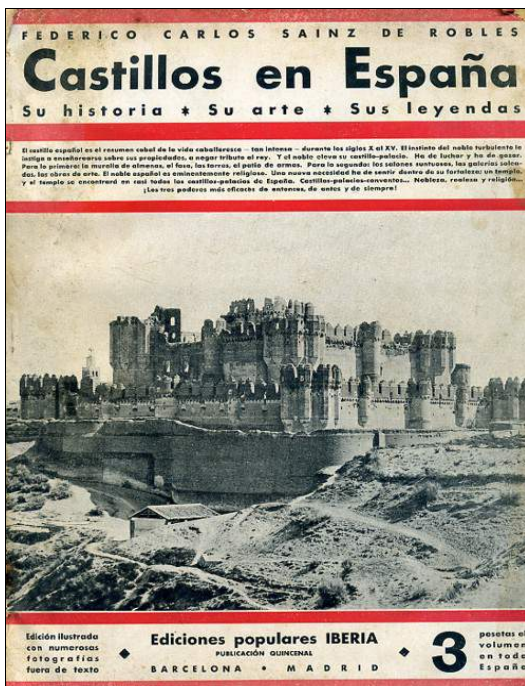 FEDERICO CARLOS SAINZ DE ROBLES
Castillos en España
Su historia * Su arte * Sus leyendas
El castillo español es el resumen cabal de la vida caballeresca – tan intensa – durante los siglos X al XV. El instinto del noble turbulento le
instiga a enseñorearse sobre sus propiedades, a negar tributo al rey. Y el noble eleva su castillo-palacio. Ha de luchar y ha de gozar.
Para lo primero: la muralla de almenas, el foso, las torres, el patio de armas. Para lo segundo: los salones suntuosos, las galerías solea-
das, las obras de arte. El noble español es eminentemente religioso. Una nueva necesidad ha de sentir dentro de su fortaleza: un templo,
y el templo se encontrará en casi todos los castillos-palacios de España. Castillos-palacios-conventos... Nobleza, realeza y religión...
¡Los tres poderes más eficaces de entonces, de antes y de siempre!
Edición ilustrada
con numerosas
fotografías
fuera de texto
Ediciones populares IBERIA
PUBLICACIÓN QUINCENAL
BARCELONA • MADRID
3
pesetas el
volumen
en toda
España